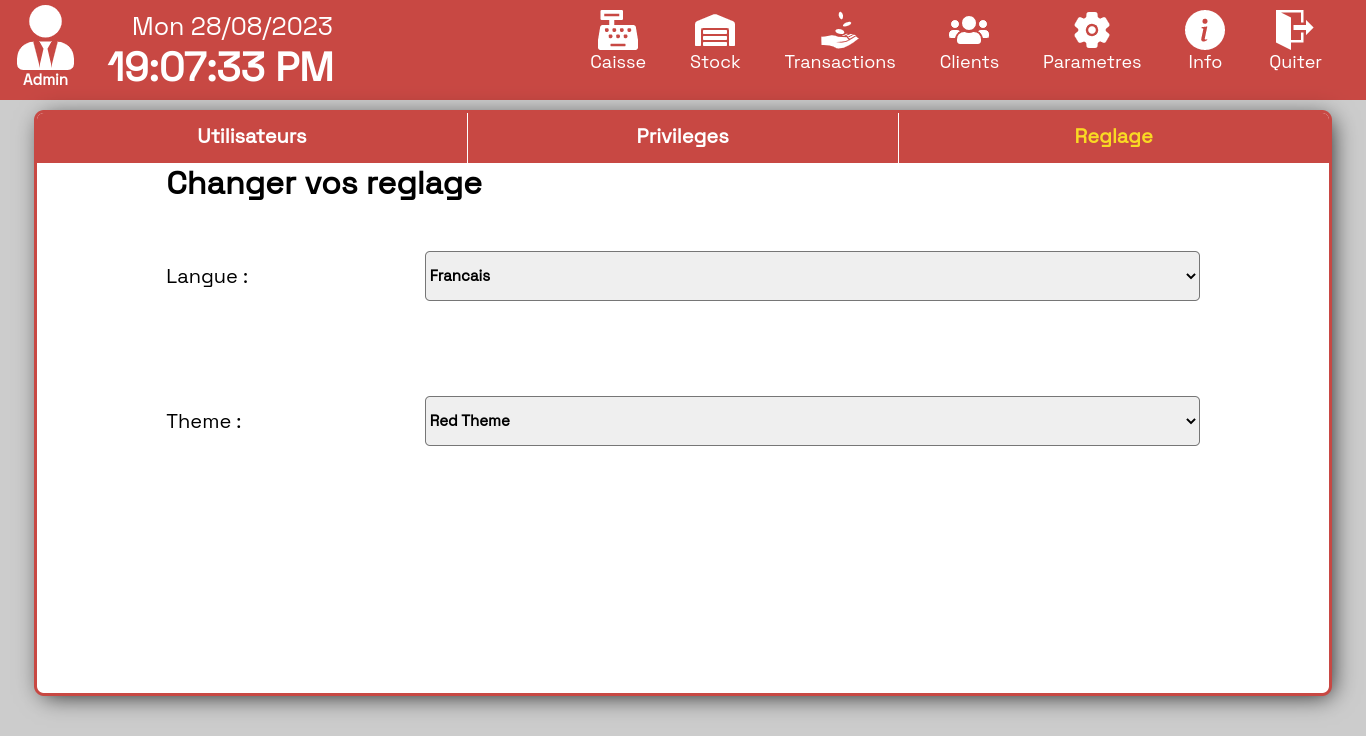 Mon 28/08/2023
19:07:33 PM
Admin
Caisse
Stock
Transactions
Clients
Parametres
Info
Quiter
Utilisateurs
Privileges
Reglage
Changer vos reglage
Langue :
Francais
Theme :
Red Theme